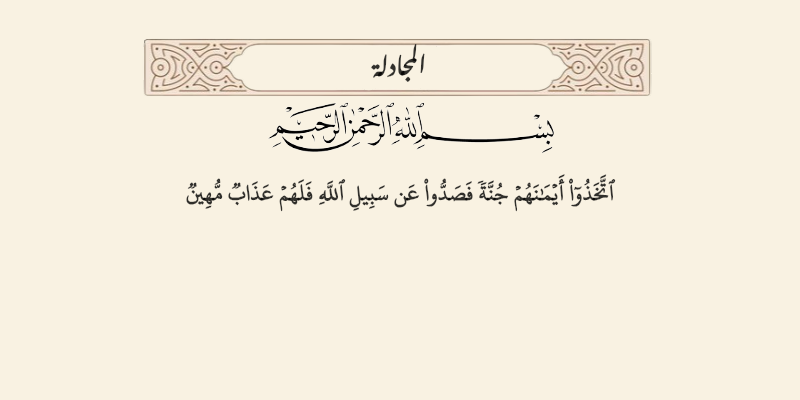 المجادلة
بِسْمِ ٱللَّهِ ٱلرَّحْمَٰنِ ٱلرَّحِيمِ
ٱتَّخَذُوٓاْ أَيْمَٰنَهُمْ جُنَّةً فَصَدُّواْ عَن سَبِيلِ ٱللَّهِ فَلَهُمْ عَذَابٌ مُّهِينٌ